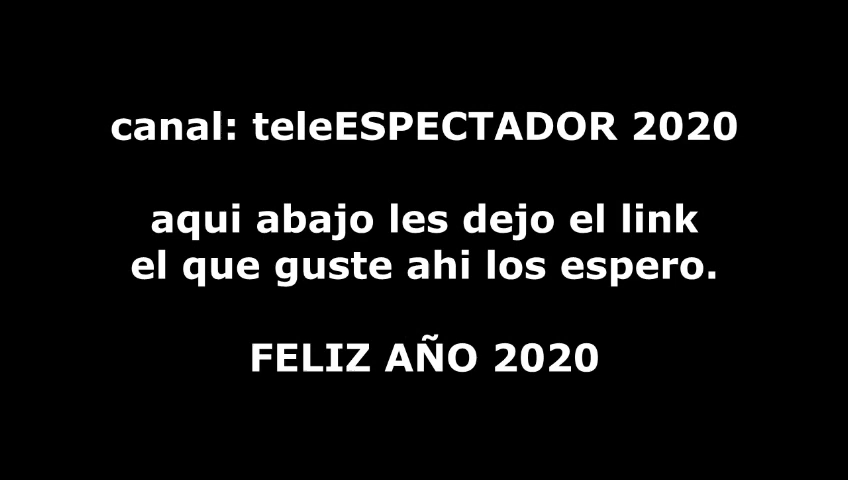 canal: teleESPECTADOR 2020
aqui abajo les dejo el link
el que guste ahi los espero.
FELIZ AÑO 2020